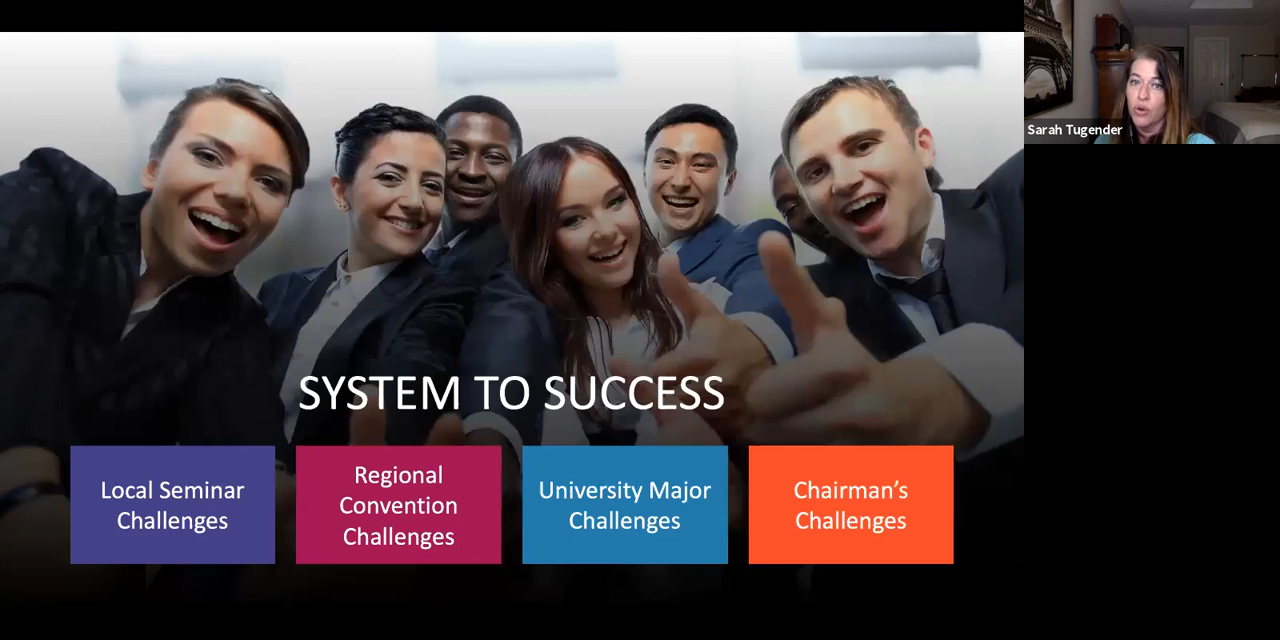 Sarah Tugender
SYSTEM TO SUCCESS
Local Seminar
Challenges
Regional
Convention
Challenges
University Major
Challenges
Chairman’s
Challenges